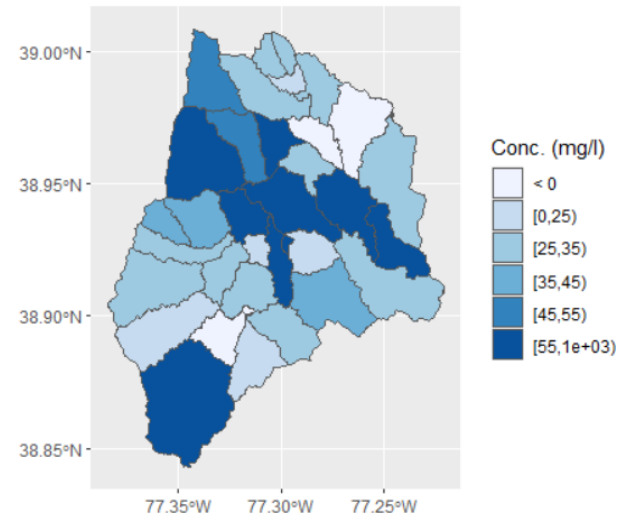 39.00°N
38.95°N
38.90°N
38.85°N
77.35°W
77.30°W
77.25°W
Conc. (mg/l)
< 0
[0,25)
[25,35)
[35,45)
[45,55)
[55,1e+03)